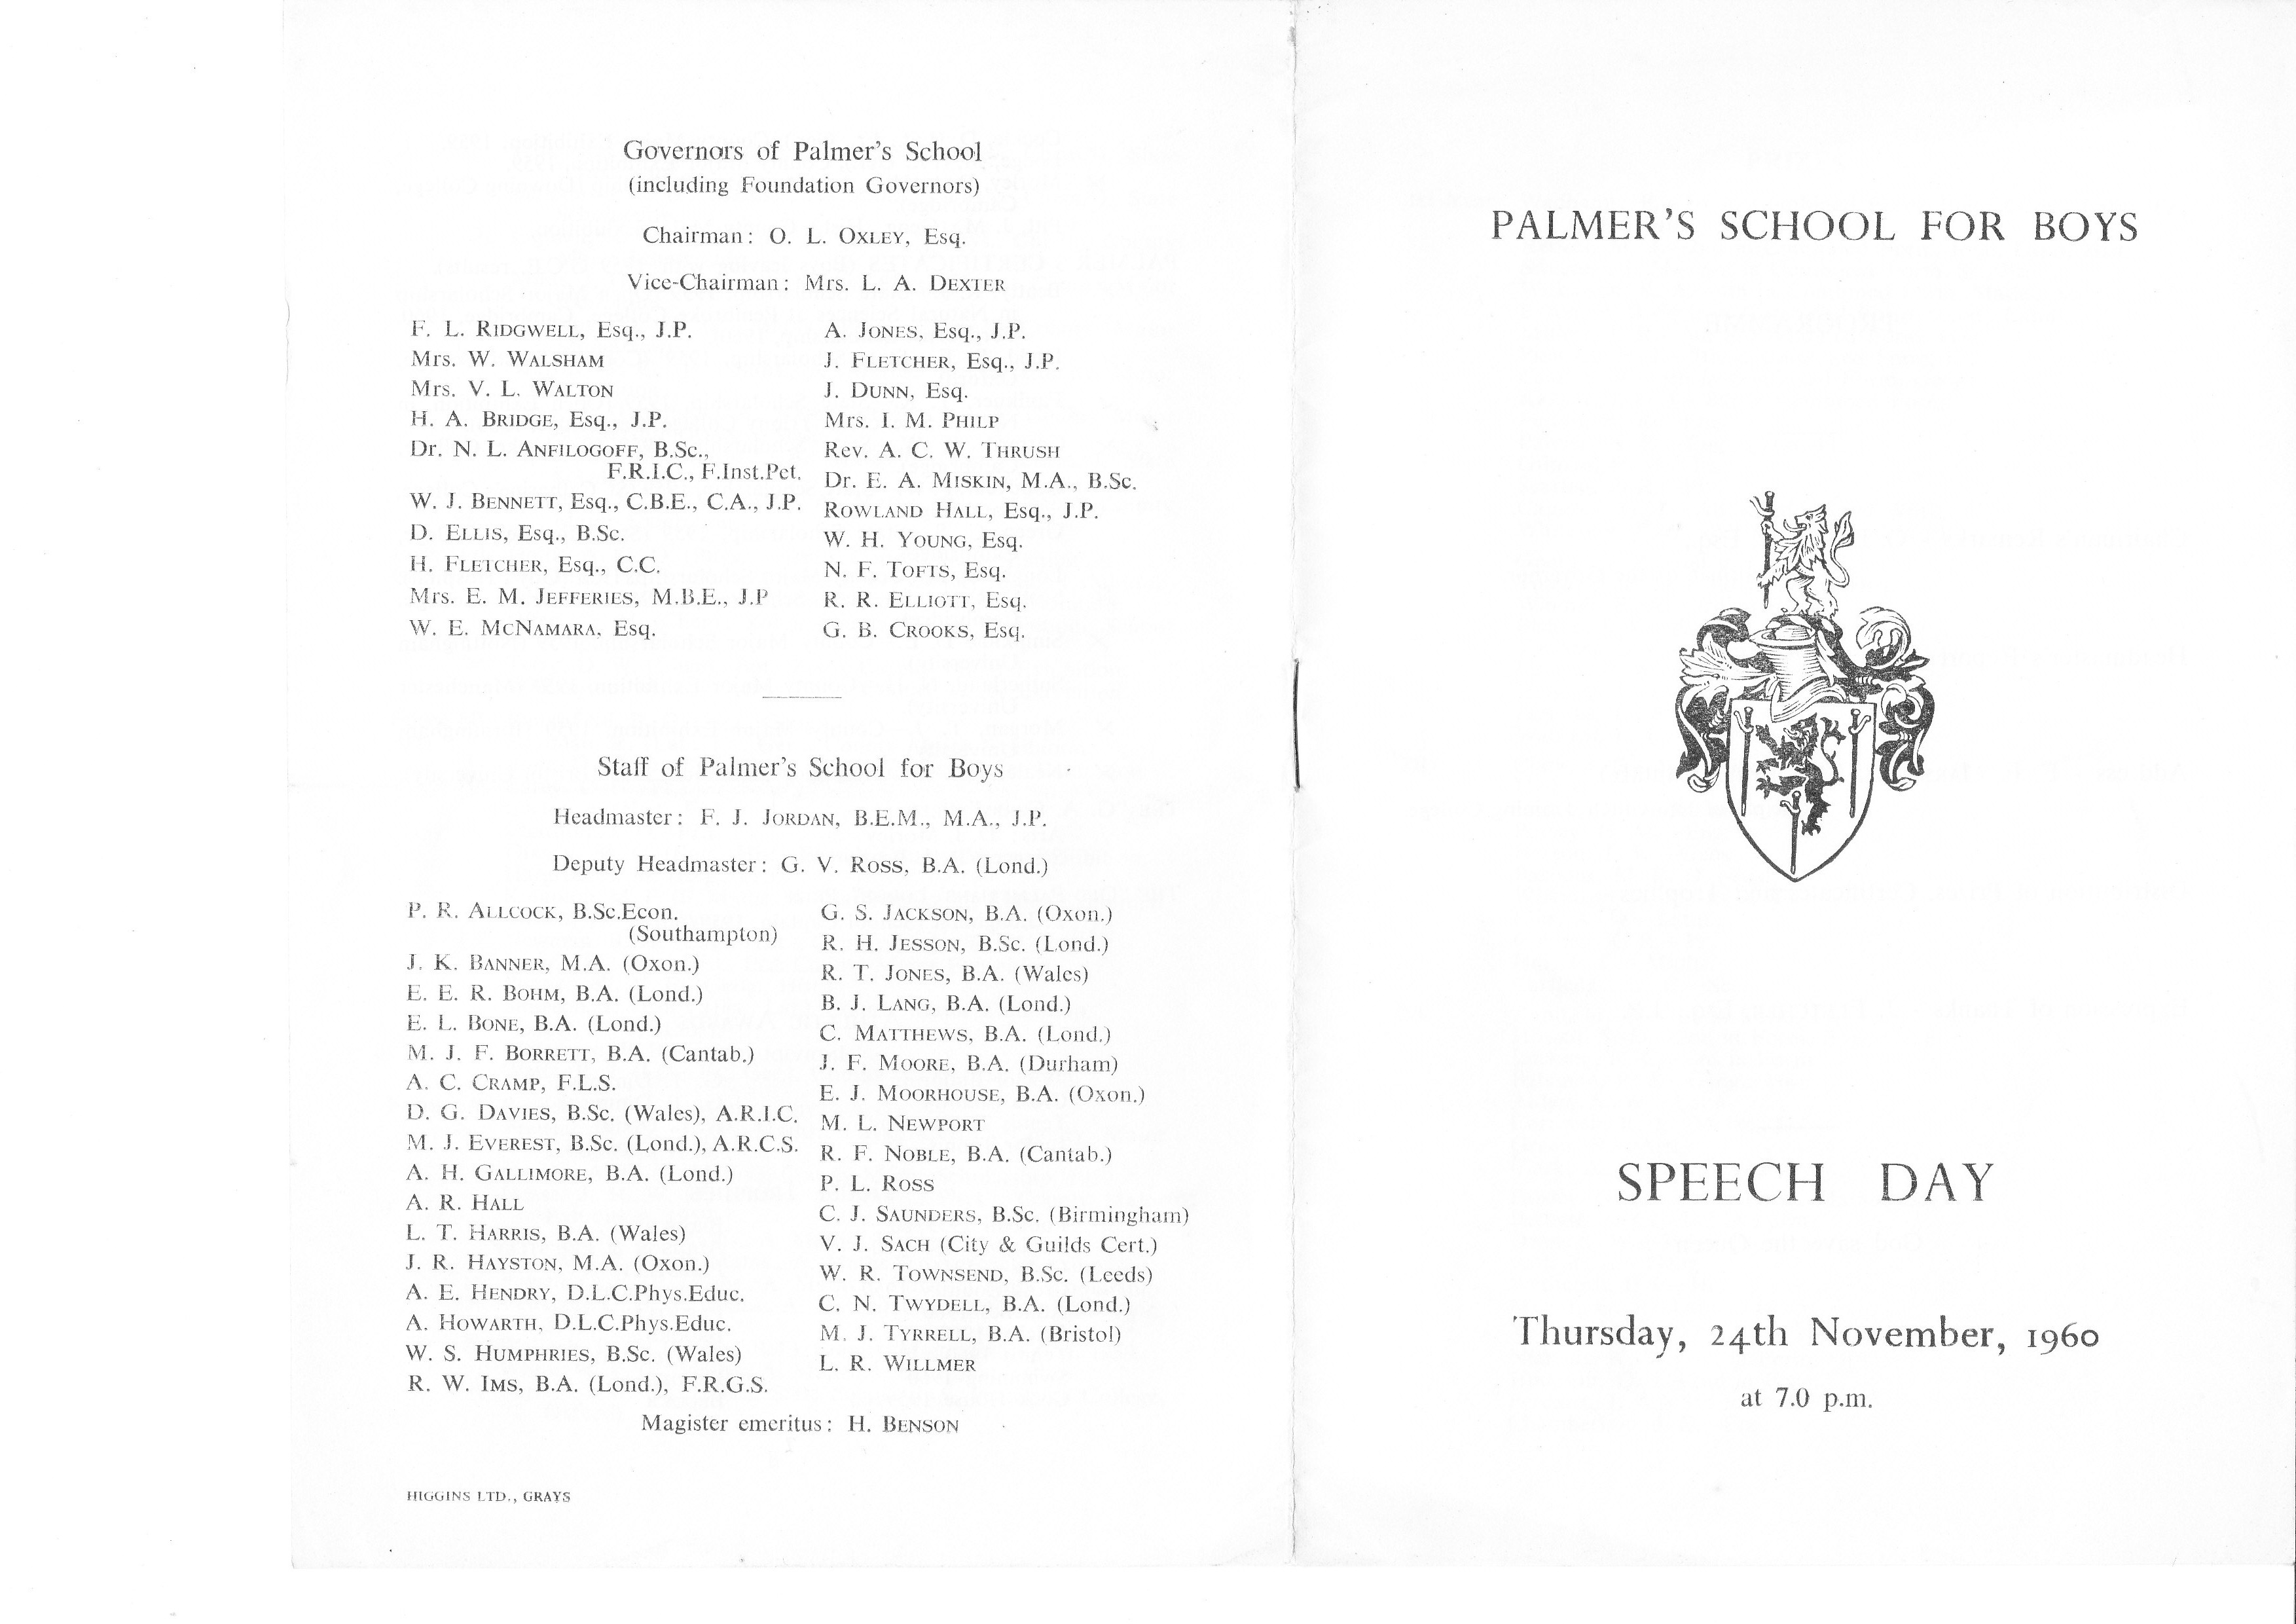 Governors of Palmer's School
(including Foundation Governors)
Chairman: O. L. OXLEY, Esq.
Vice-Chairman: Mrs. L. A. DEXTER
F. L. RIDGWELL, Esq., J.P.
Mrs. W. WALSHAM
Mrs. V. L. WALTON
H. A. BRIDGE, Esq., J.P.
Dr. N. L. ANFILOGOFF, B.Sc.,
F.R.I.C., F.Inst.Pet.
W. J. BENNETT, Esq., C.B.E., C.A., J.P.
D. ELLIS, Esq., B.Sc.
H. FLETCHER, Esq., C.C.
Mrs. E. M. JEFFERIES, M.B.E., J.P
W. E. MCNAMARA, Esq.
A. JONES, Esq., J.P.
J. FLETCHER, Esq., J.P.
J. DUNN, Esq.
Mrs. I. M. PHILP
Rev. A. C. W. THRUSH
Dr. E. A. MISKIN, M.A., B.Sc.
ROWLAND HALL, Esq., J.P.
W. H. YOUNG, Esq.
N. F. TOFTS, Esq.
R. R. ELLIOTT, Esq.
G. B. CROOKS, Esq.
Staff of Palmer's School for Boys
Headmaster: F. J. JORDAN, B.E.M., M.A., J.P.
Deputy Headmaster: G. V. ROSS, B.A. (Lond.)
P. R. ALLCOCK, B.Sc.Econ.
(Southampton)
J. K. BANNER, M.A. (Oxon.)
E. E. R. BOHM, B.A. (Lond.)
E. L. BONE, B.A. (Lond.)
M. J. F. BORRETT, B.A. (Cantab.)
A. C. CRAMP, F.L.S.
D. G. DAVIES, B.Sc. (Wales), A.R.I.C.
M. J. EVEREST, B.Sc. (Lond.), A.R.C.S.
A. H. GALLIMORE, B.A. (Lond.)
A. R. HALL
L. T. HARRIS, B.A. (Wales)
J. R. HAYSTON, M.A. (Oxon.)
A. E. HENDRY, D.L.C.Phys.Educ.
A. HOWARTH, D.L.C.Phys.Educ.
W. S. HUMPHRIES, B.Sc. (Wales)
R. W. IMS, B.A. (Lond.), F.R.G.S.
G. S. JACKSON, B.A. (Oxon.)
R. H. JESSON, B.Sc. (Lond.)
R. T. JONES, B.A. (Wales)
B. J. LANG, B.A. (Lond.)
C. MATTHEWS, B.A. (Lond.)
J. F. MOORE, B.A. (Durham)
E. J. MOORHOUSE, B.A. (Oxon.)
M. L. NEWPORT
R. F. NOBLE, B.A. (Cantab.)
P. L. ROSS
C. J. SAUNDERS, B.Sc. (Birmingham)
V. J. SACH (City & Guilds Cert.)
W. R. TOWNSEND, B.Sc. (Leeds)
C. N. TWYDELL, B.A. (Lond.)
M. J. TYRRELL, B.A. (Bristol)
L. R. WILLMER
Magister emeritus: H. BENSON
HIGGINS LTD., GRAYS
PALMER'S SCHOOL FOR BOYS
SPEECH DAY
Thursday, 24th November, 1960
at 7.0 p.m.